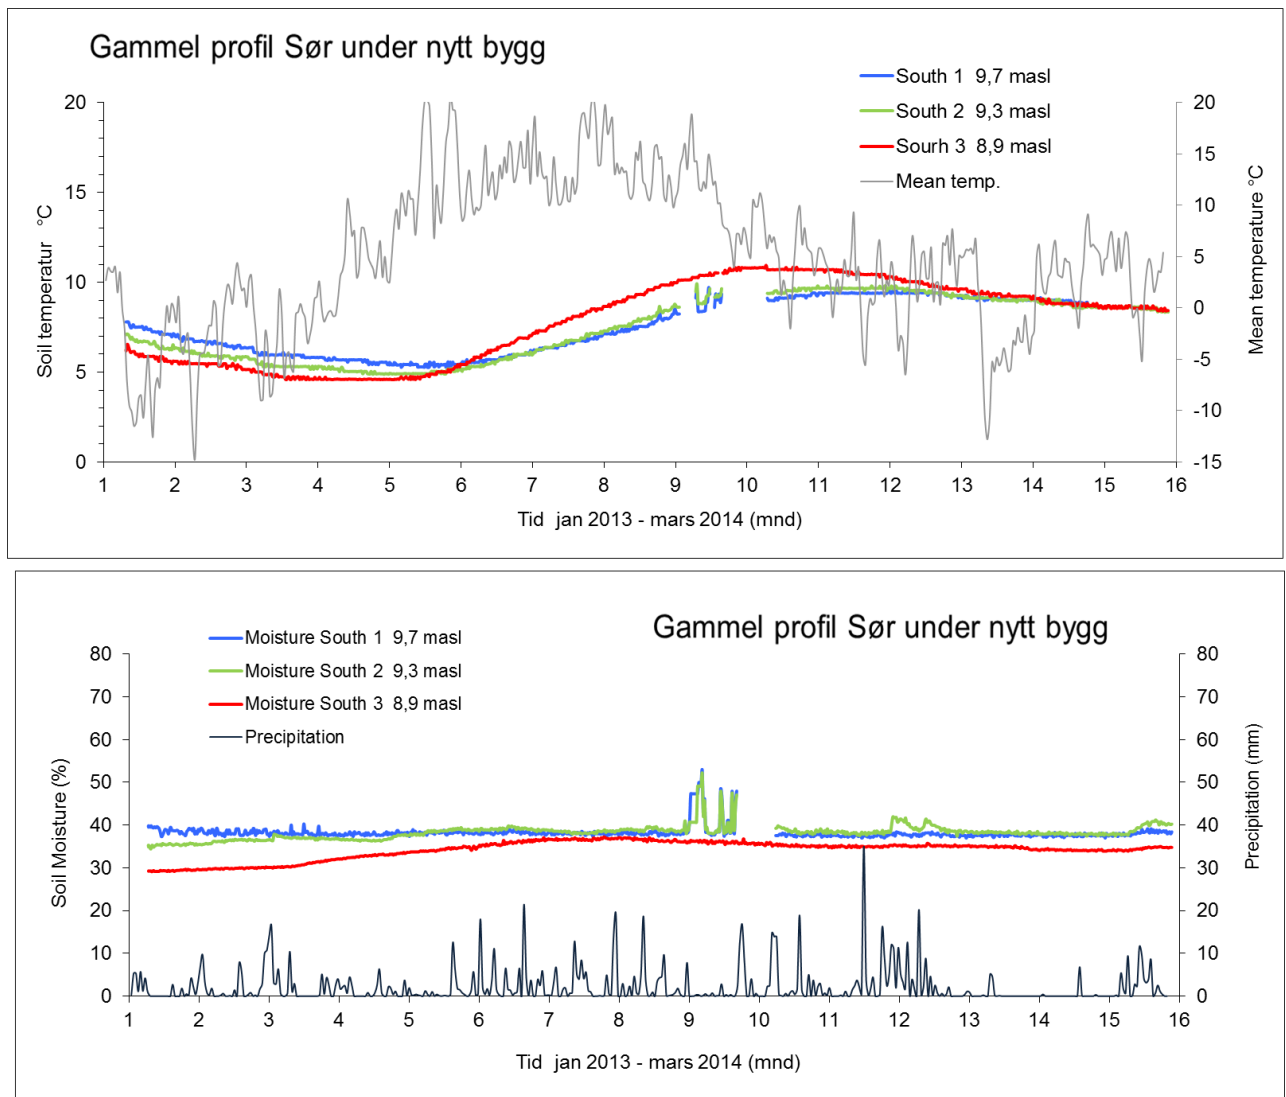 Gammel profil Sør under nytt bygg
South 1 9,7 masl
South 2 9,3 masl
Sourh 3 8,9 masl
Mean temp.
Soil temperatur °C
20
15
10
5
0
20
15
10
5
0
-5
-10
-15
Mean temperature °C
1 2 3 4 5 6 7 8 9 10 11 12 13 14 15 16
Tid jan 2013 - mars 2014 (mnd)
Gammel profil Sør under nytt bygg
Moisture South 1 9,7 masl
Moisture South 2 9,3 masl
Moisture South 3 8,9 masl
Precipitation
Soil Moisture (%)
80
70
60
50
40
30
20
10
0
80
70
60
50
40
30
20
10
0
Precipitation (mm)
1 2 3 4 5 6 7 8 9 10 11 12 13 14 15 16
Tid jan 2013 - mars 2014 (mnd)